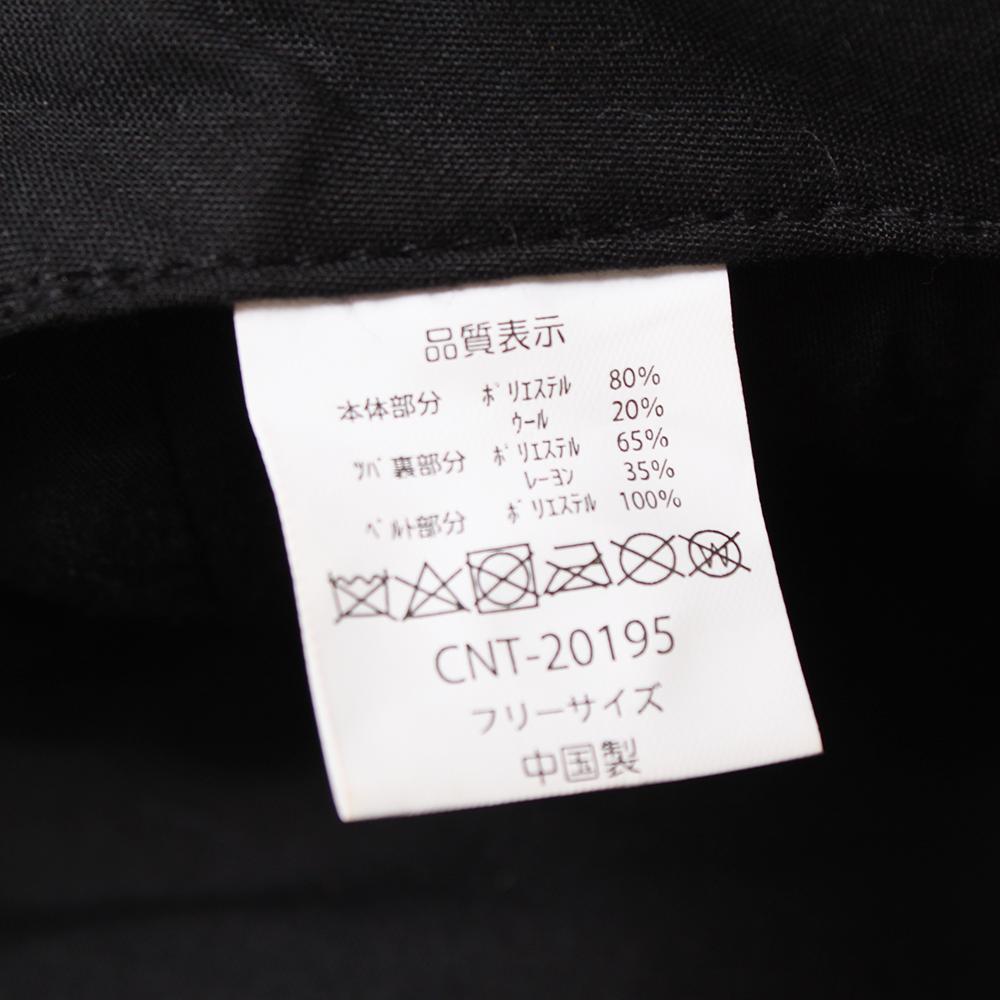 品質表示
本体部分 ポリエステル 80%
ウール 20%
ツバ裏部分 ポリエステル 65%
レーヨン 35%
ベルト部分 ポリエステル 100%
W
CNT-20195
フリーサイズ
中国製